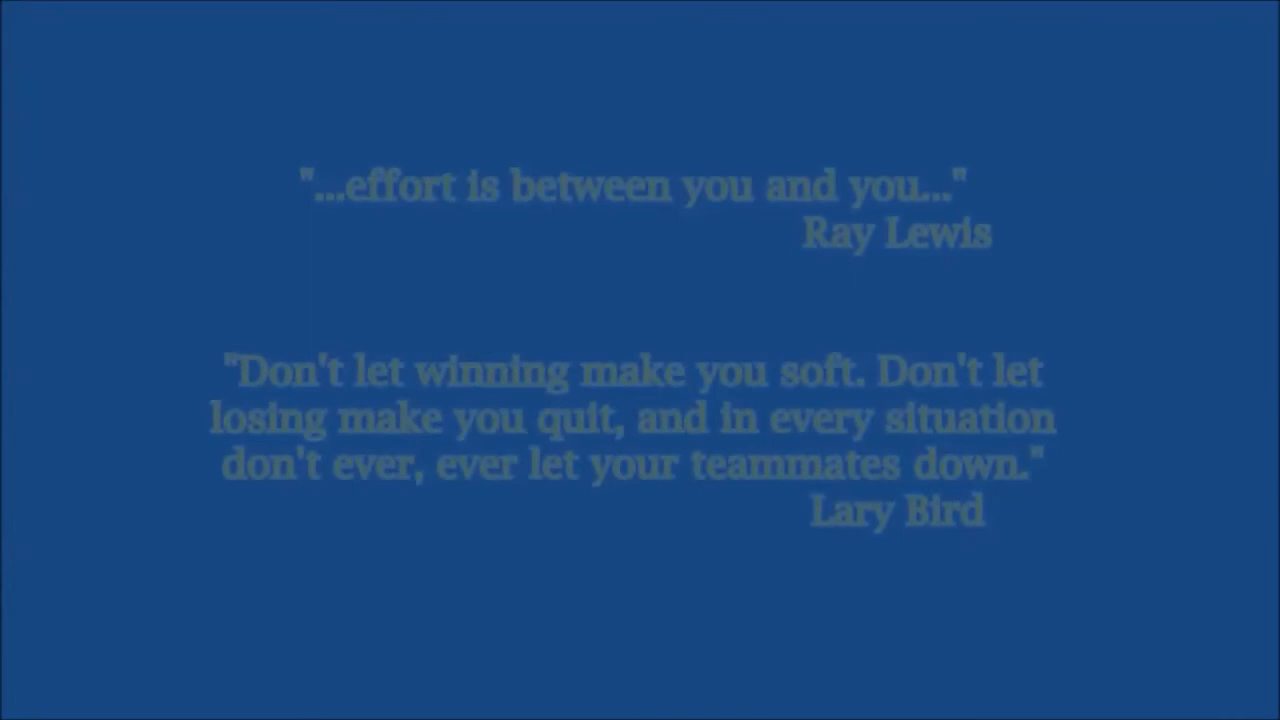 "...effort is between you and you..."
Ray Lewis
"Don't let winning make you soft. Don't let
losing make you quit, and in every situation
don't ever, ever let your teammates down."
Lary Bird